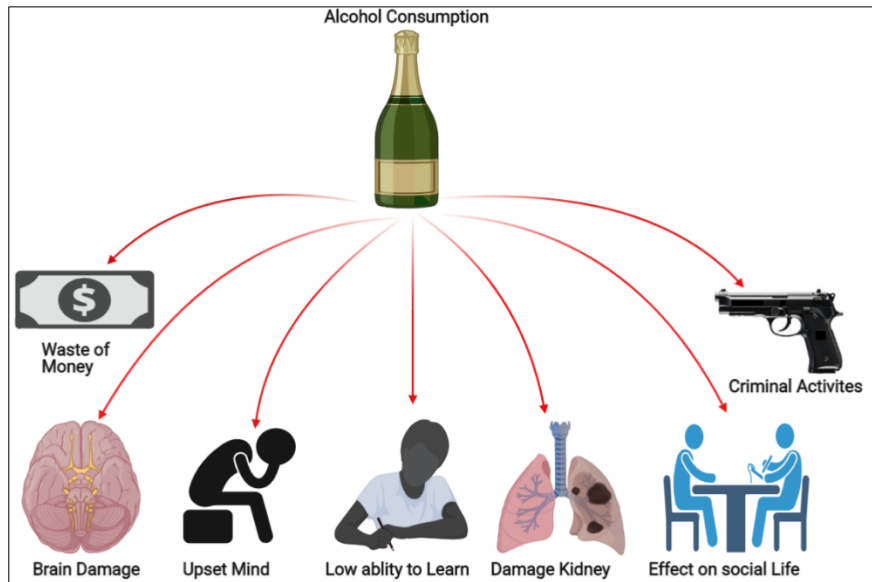 Alcohol Consumption
$
Waste of
Money
Criminal Activites
Brain Damage
Upset Mind
Low ablity to Learn
Damage Kidney
Effect on social Life